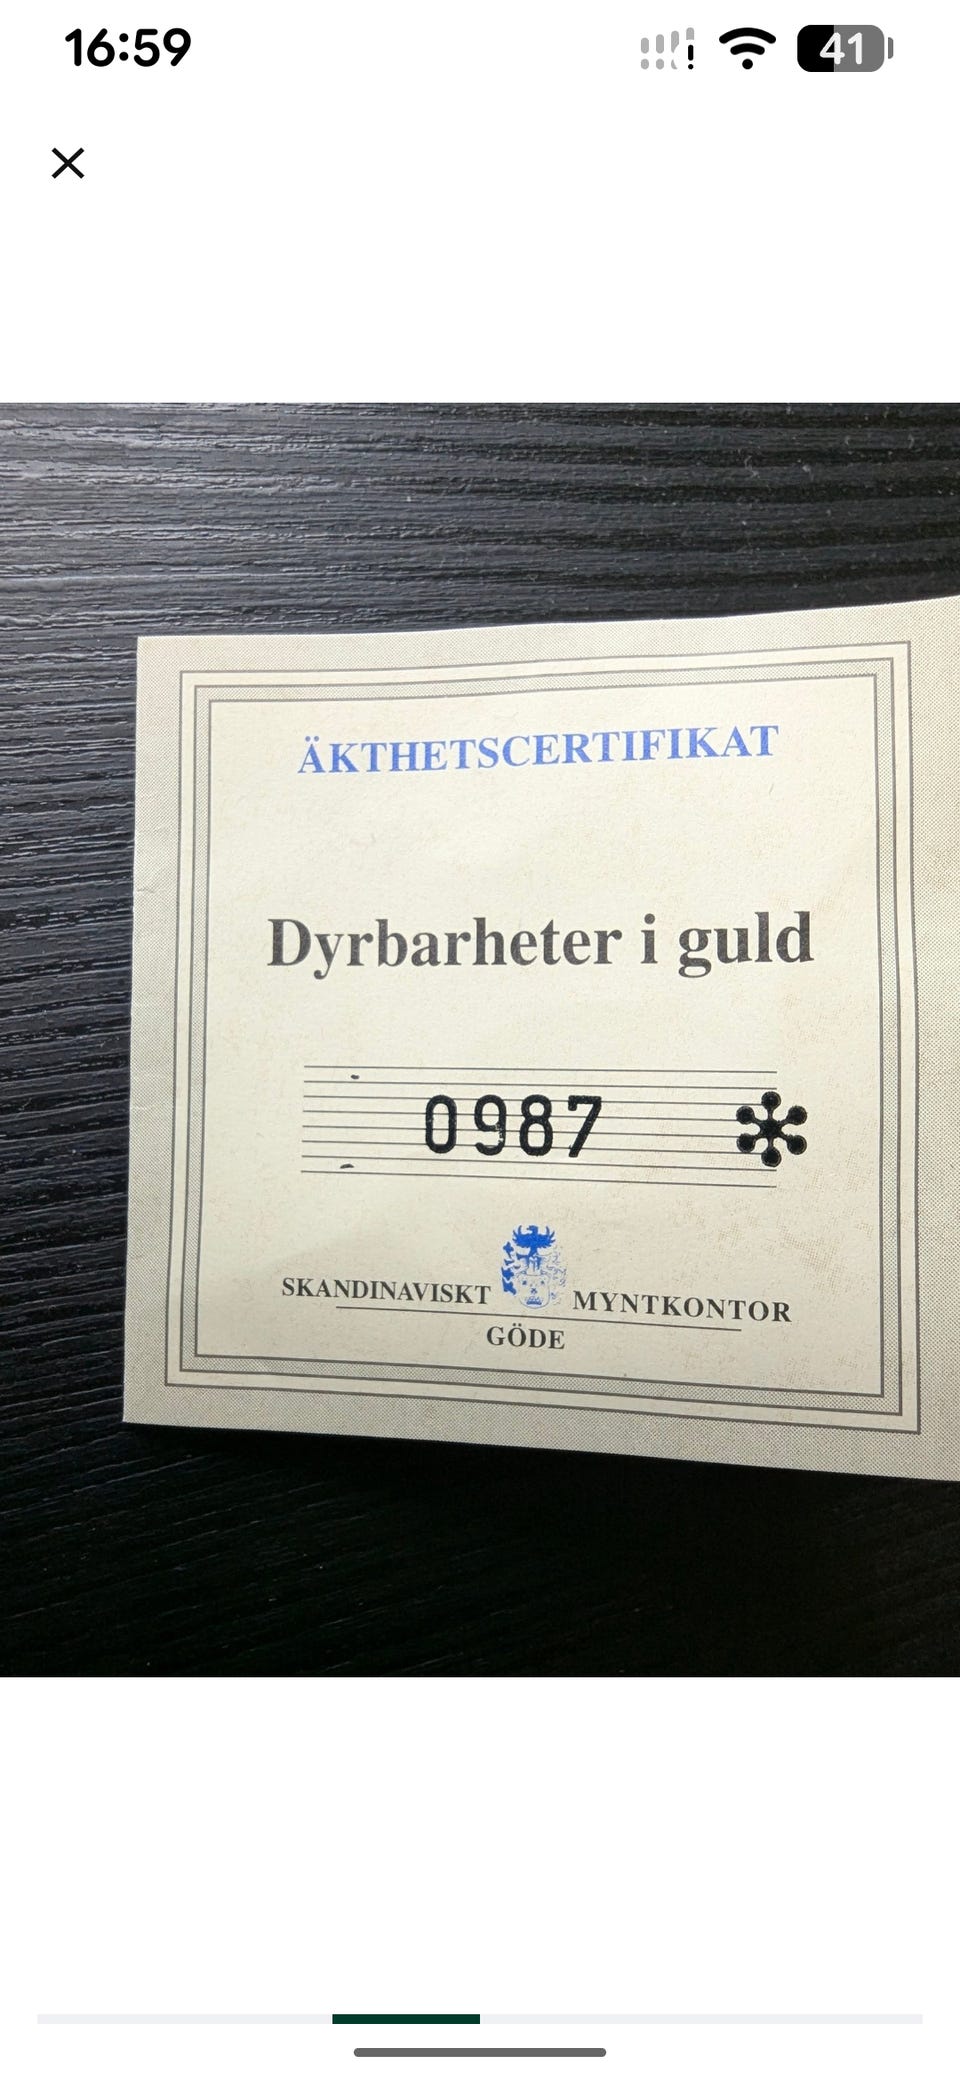 16:59
41
ÄKTHETSCERTIFIKAT
Dyrbarheter i guld
0987
SKANDINAVISKT MYNTKONTOR
GÖDE